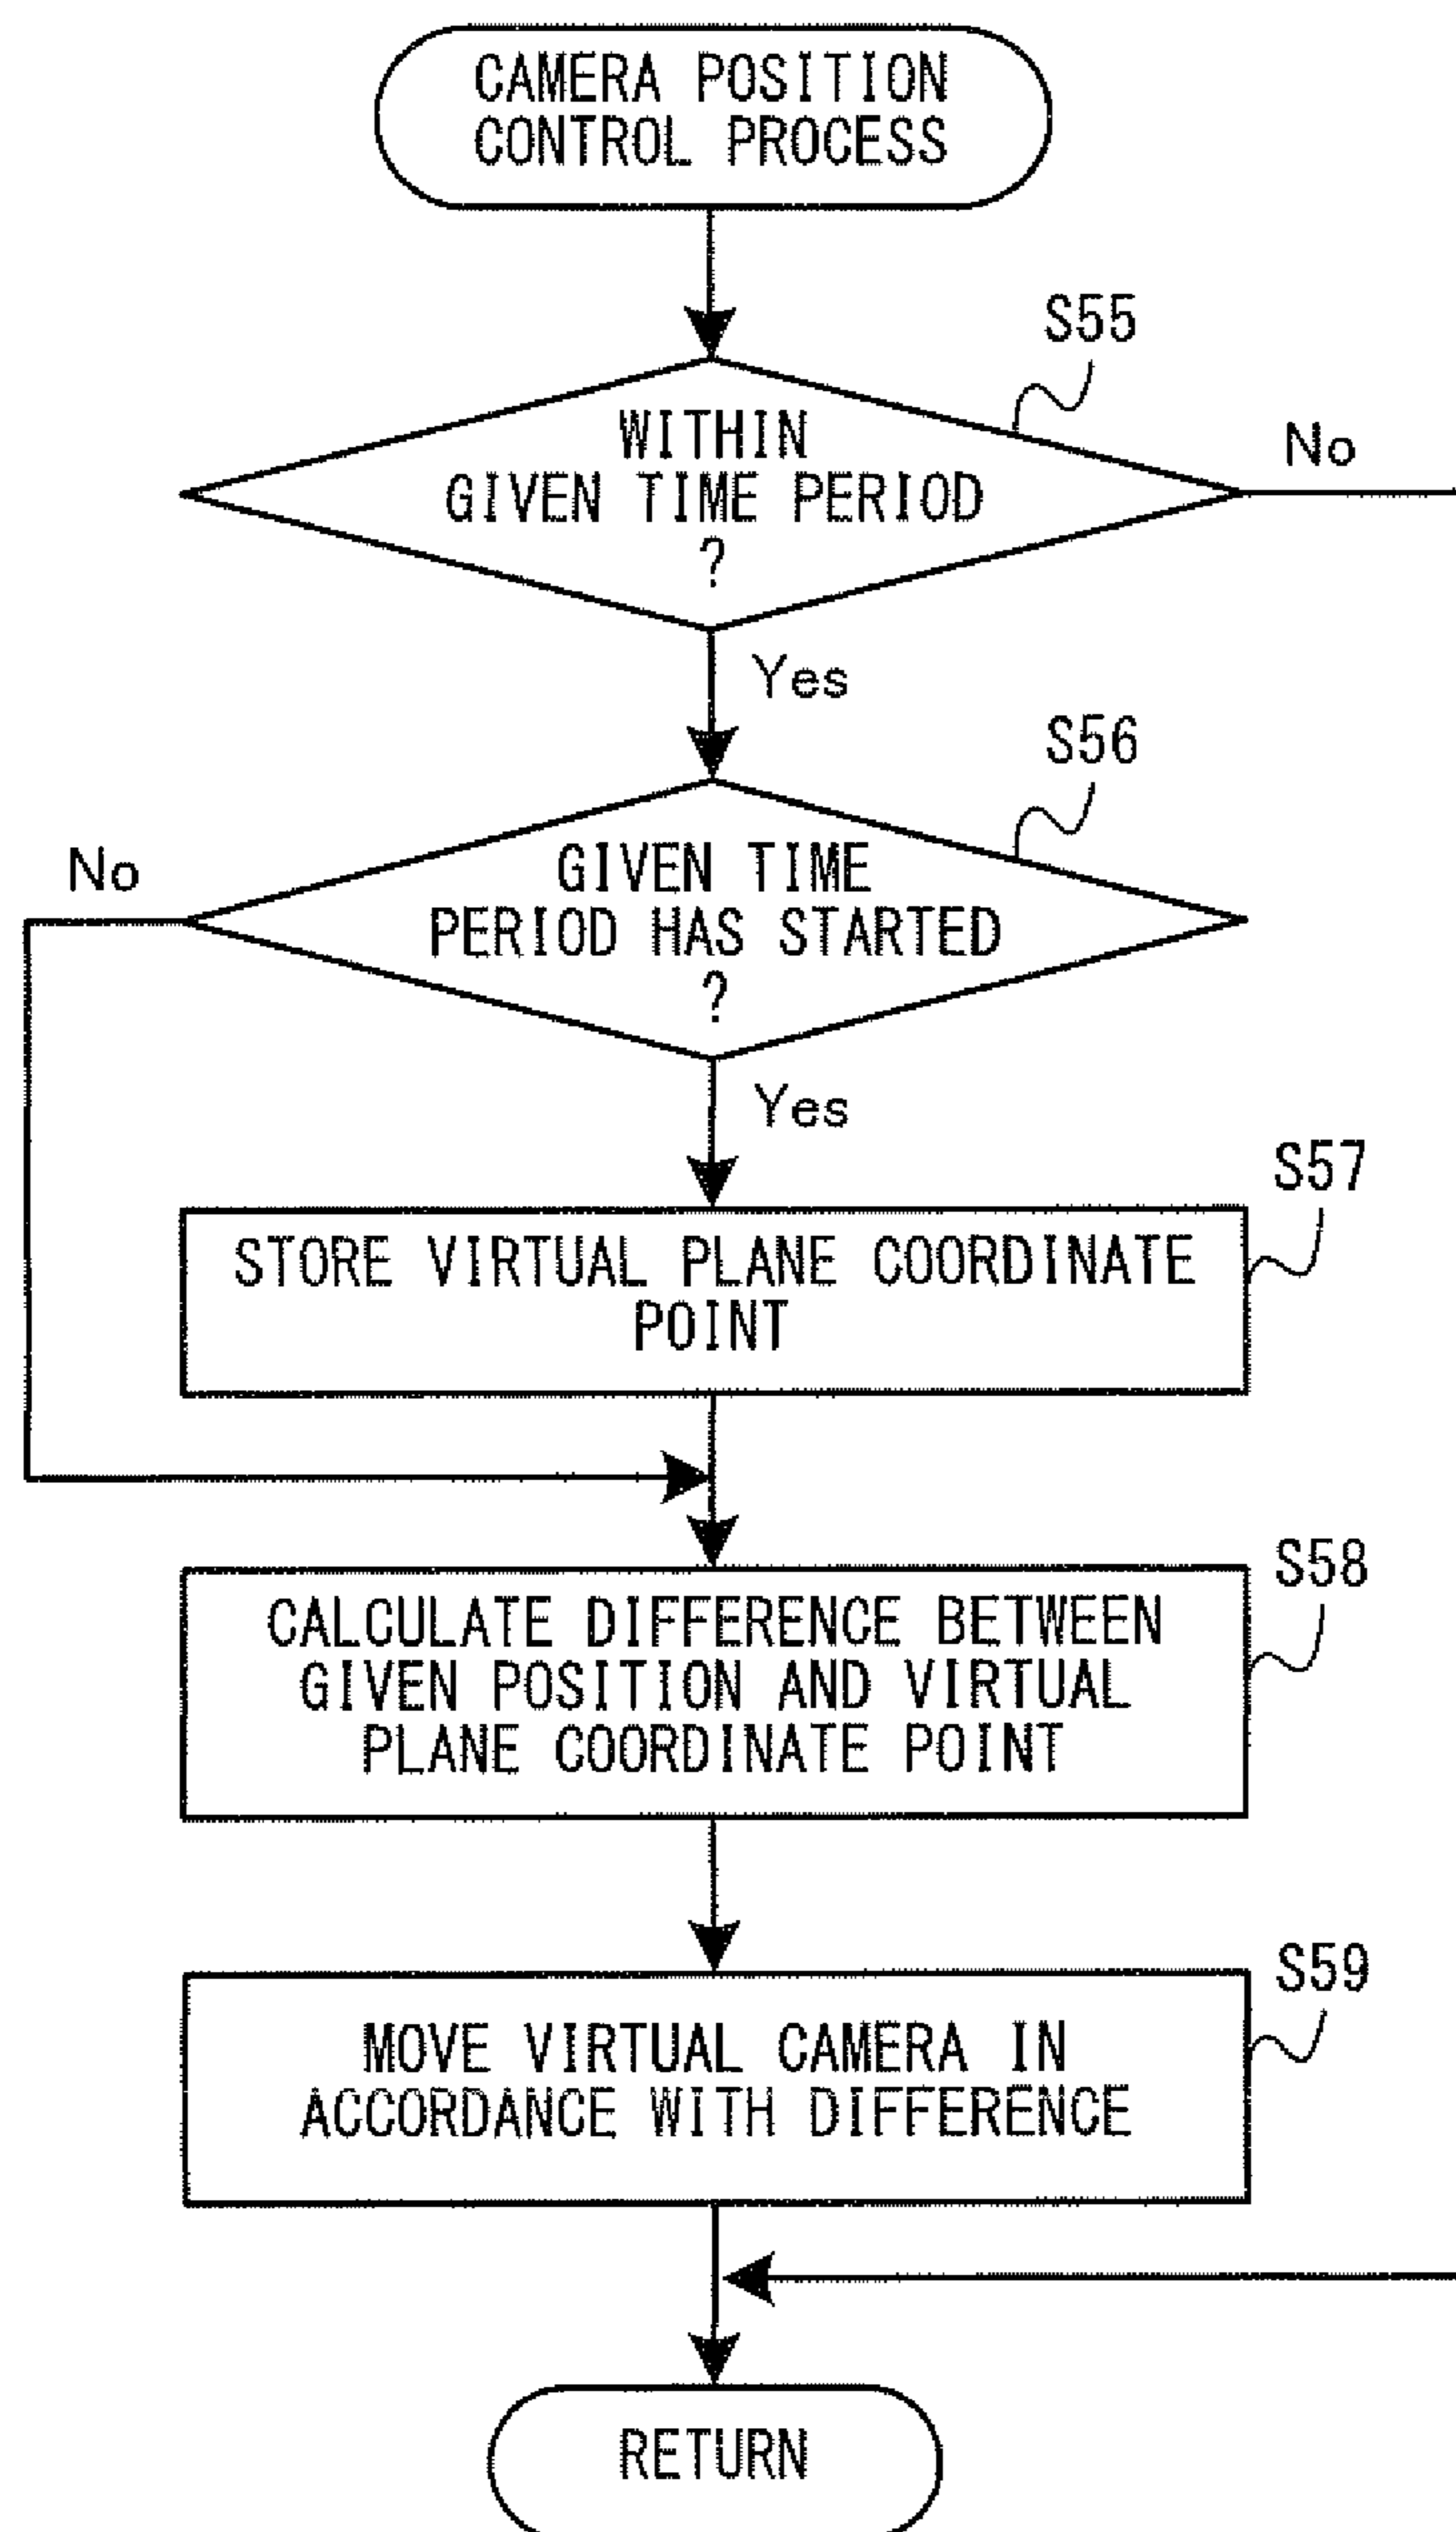 CAMERA POSITION
CONTROL PROCESS
S55
WITHIN
GIVEN TIME PERIOD
?
No
Yes
S56
GIVEN TIME
PERIOD HAS STARTED
?
No
Yes
S57
STORE VIRTUAL PLANE COORDINATE
POINT
S58
CALCULATE DIFFERENCE BETWEEN
GIVEN POSITION AND VIRTUAL
PLANE COORDINATE POINT
S59
MOVE VIRTUAL CAMERA IN
ACCORDANCE WITH DIFFERENCE
RETURN